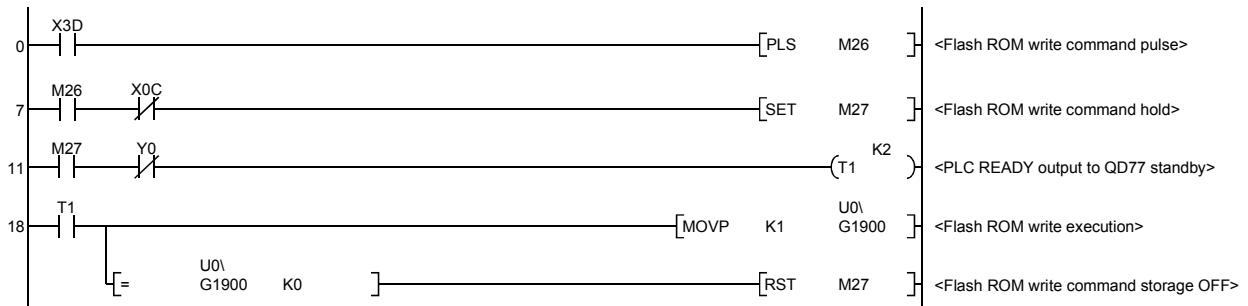 X3D
0 PLS M26 <Flash ROM write command pulse>
M26 X0C
7 SET M27 <Flash ROM write command hold>
M27 Y0 K2
11 T1 <PLC READY output to QD77 standby>
T1 U0\
18 MOVP K1 G1900 <Flash ROM write execution>
U0\
= G1900 K0 RST M27 <Flash ROM write command storage OFF>